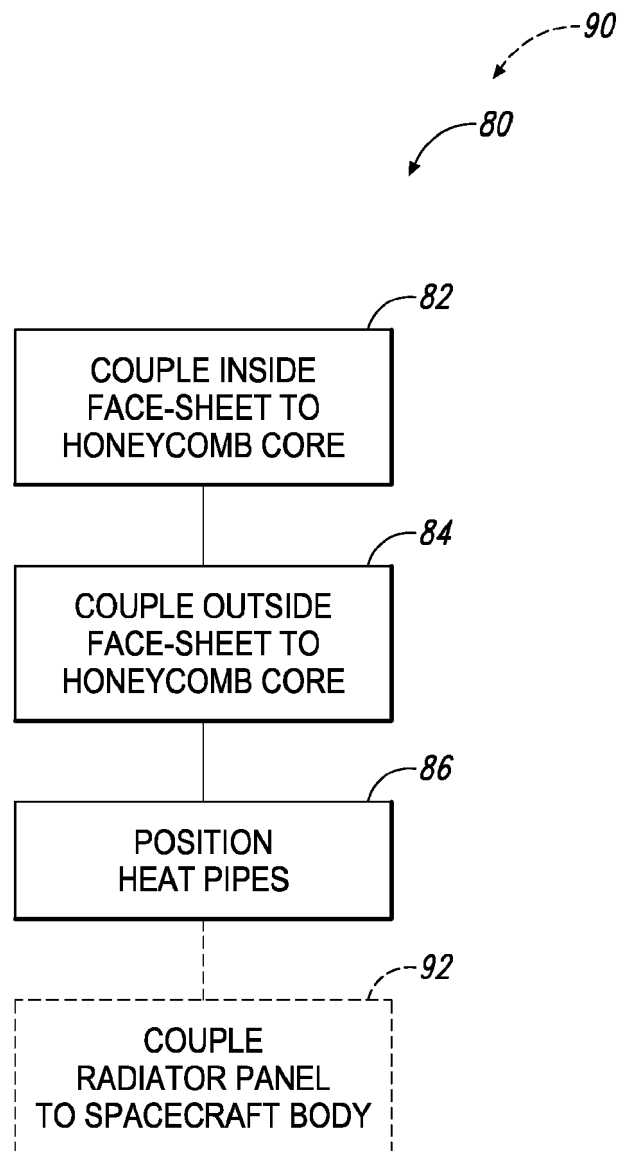 90
80
82
COUPLE INSIDE
FACE-SHEET TO
HONEYCOMB CORE
84
COUPLE OUTSIDE
FACE-SHEET TO
HONEYCOMB CORE
86
POSITION
HEAT PIPES
92
COUPLE
RADIATOR PANEL
TO SPACECRAFT BODY